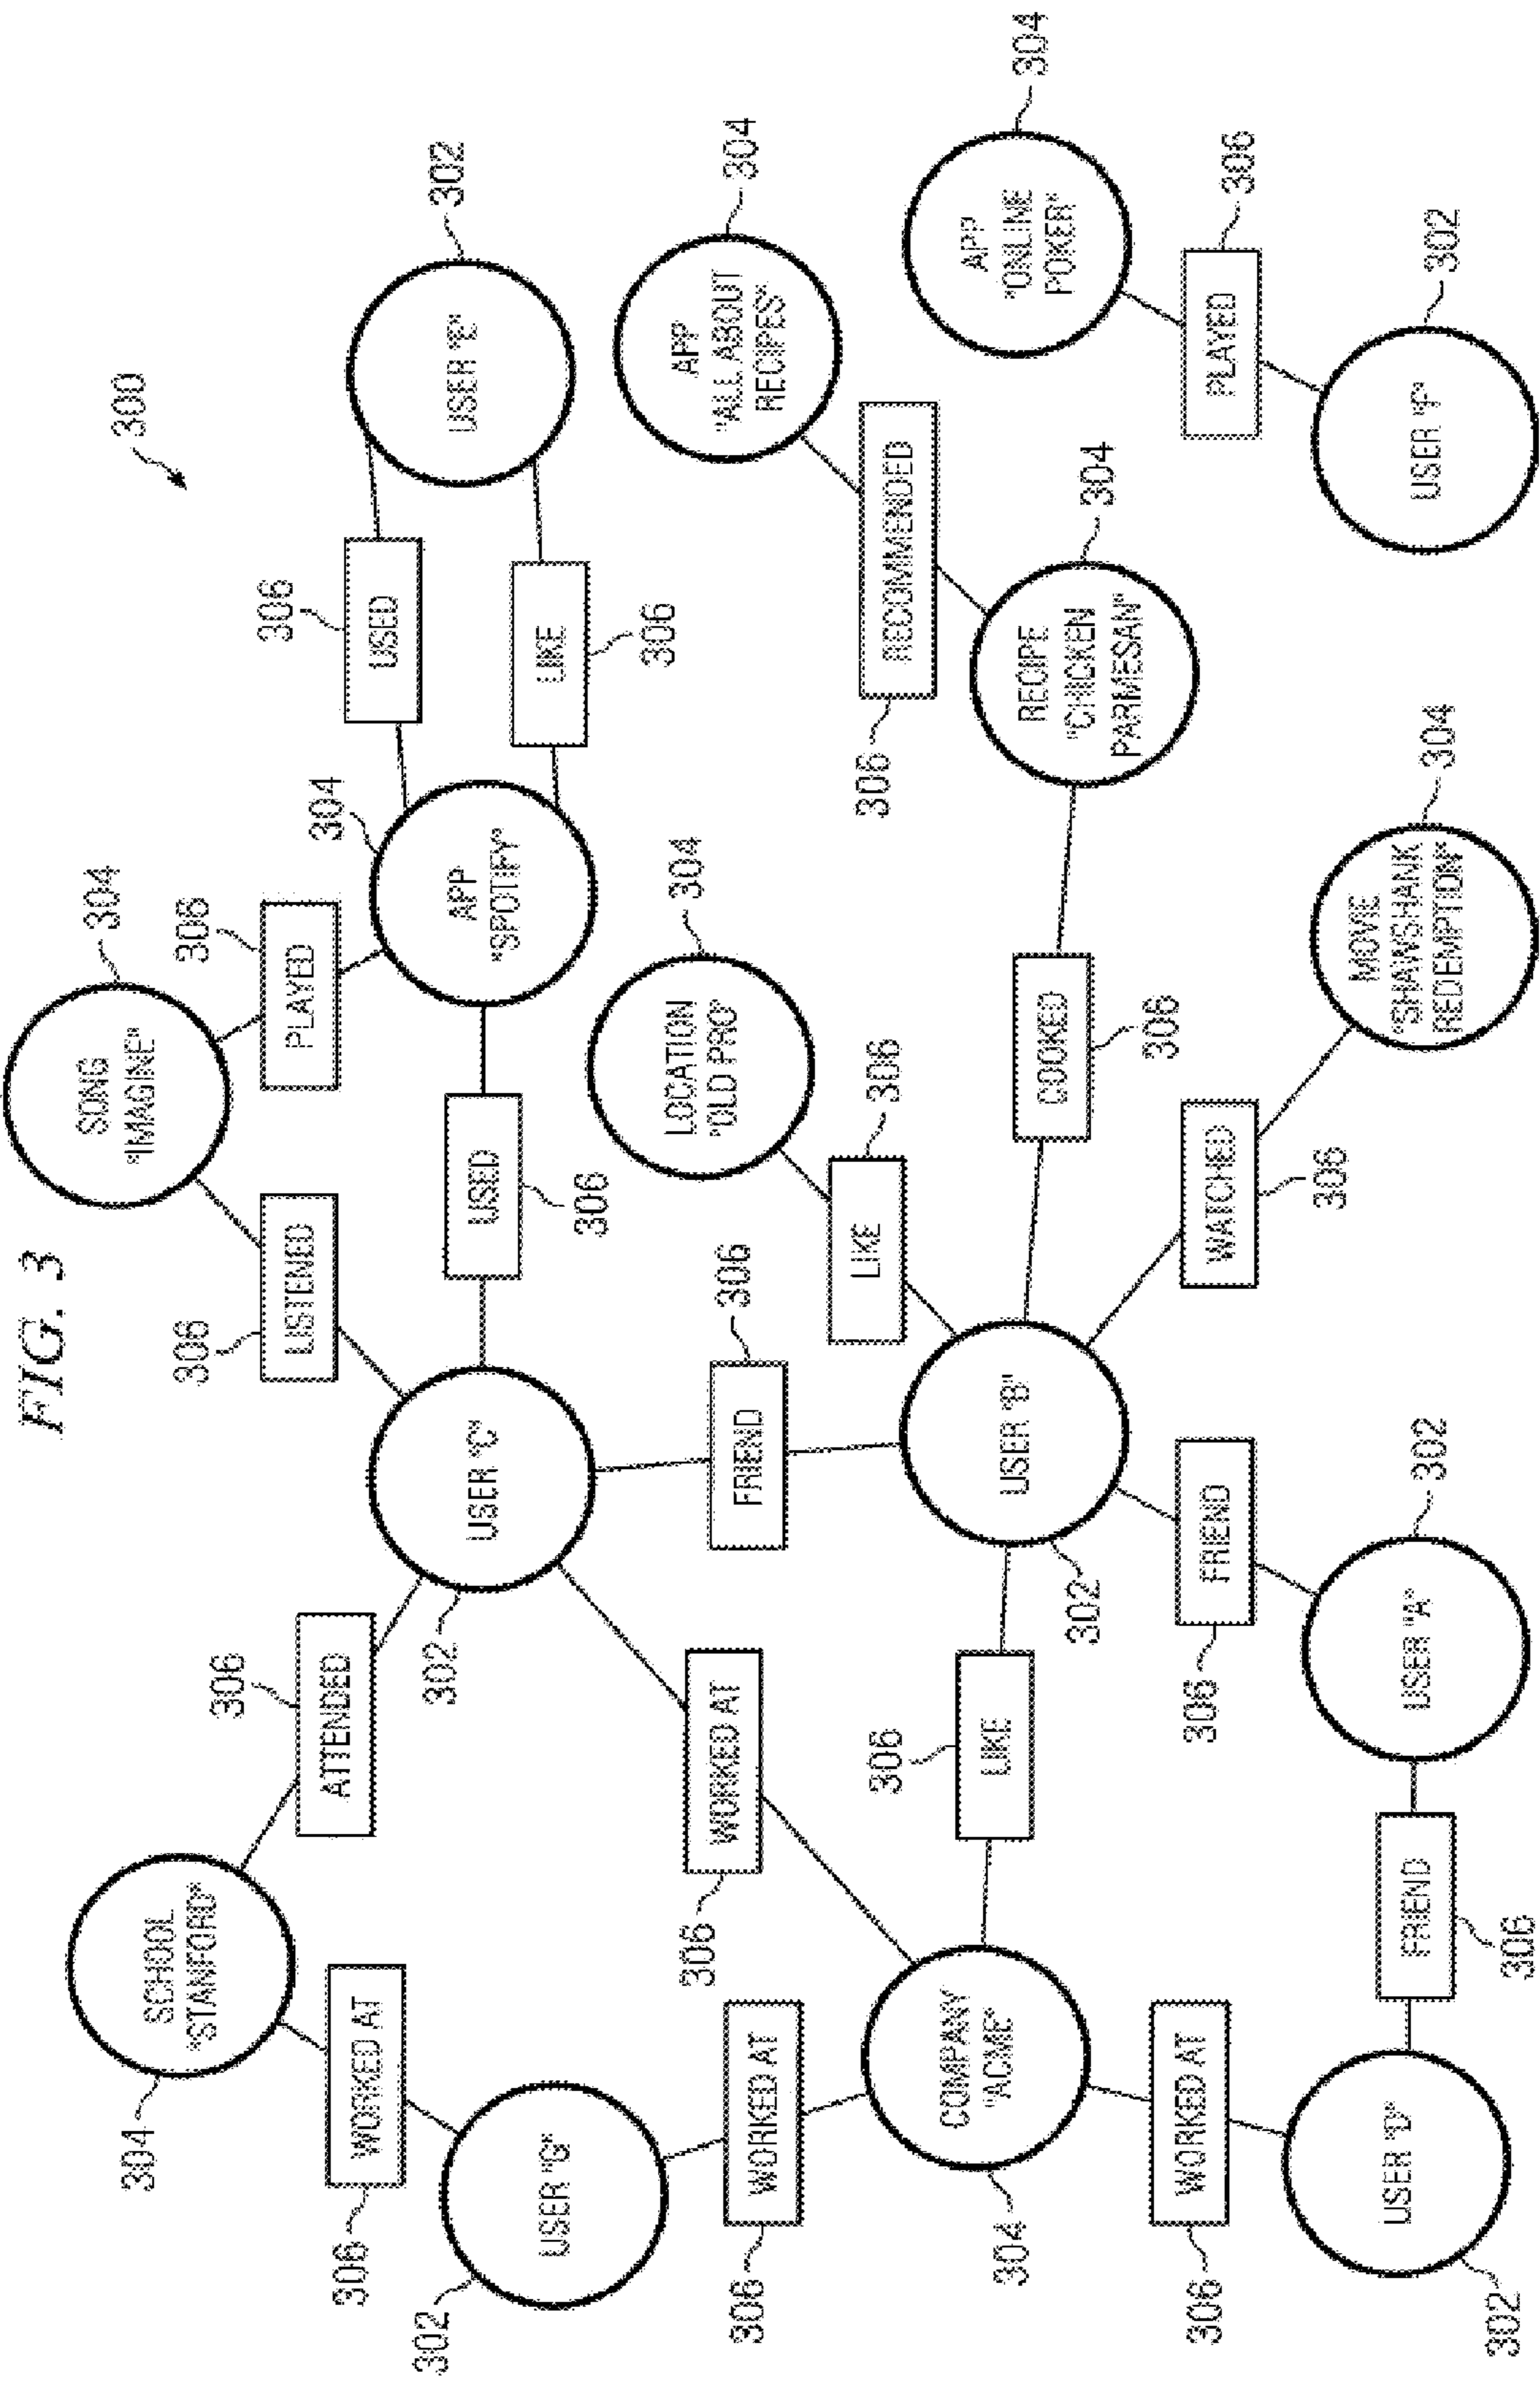 FIG. 3
300
304
SCHOOL
"STANFORD"
306
ATTENDED
306
LISTENED
SONG
"IMAGINE"
304
306
PLAYED
304
306
USED
302
306
WORKED AT
302
USER "G"
302
USER "C"
USED
306
APP
"SPOTIFY"
LIKE
306
USER "E"
306
WORKED AT
306
WORKED AT
FRIEND
306
LOCATION
"OLD PRO"
304
APP
"ALL ABOUT
RECIPES"
304
304
COMPANY
"ACME"
306
LIKE
302
USER "B"
LIKE
306
COOKED
306
306
RECOMMENDED
RECIPE
"CHICKEN
PARMESAN"
304
APP
"ONLINE
POKER"
304
306
WORKED AT
306
FRIEND
WATCHED
306
PLAYED
306
302
USER "D"
FRIEND
306
USER "A"
302
MOVIE
"SHAWSHANK
REDEMPTION"
304
USER "F"
302